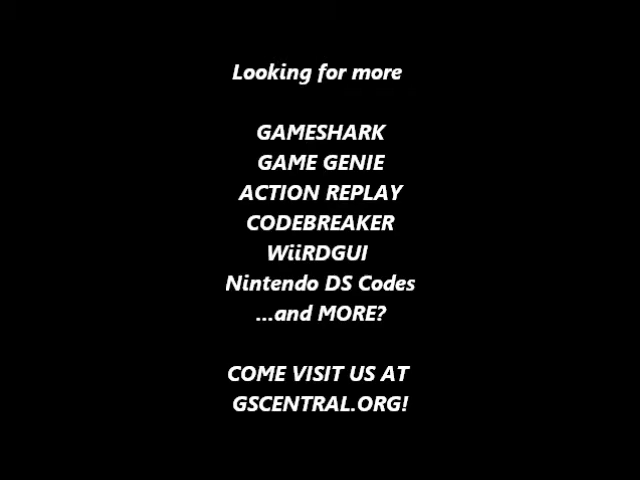 Looking for more
GAMESHARK
GAME GENIE
ACTION REPLAY
CODEBREAKER
WiiRDGUI
Nintendo DS Codes
...and MORE?
COME VISIT US AT
GSCENTRAL.ORG!